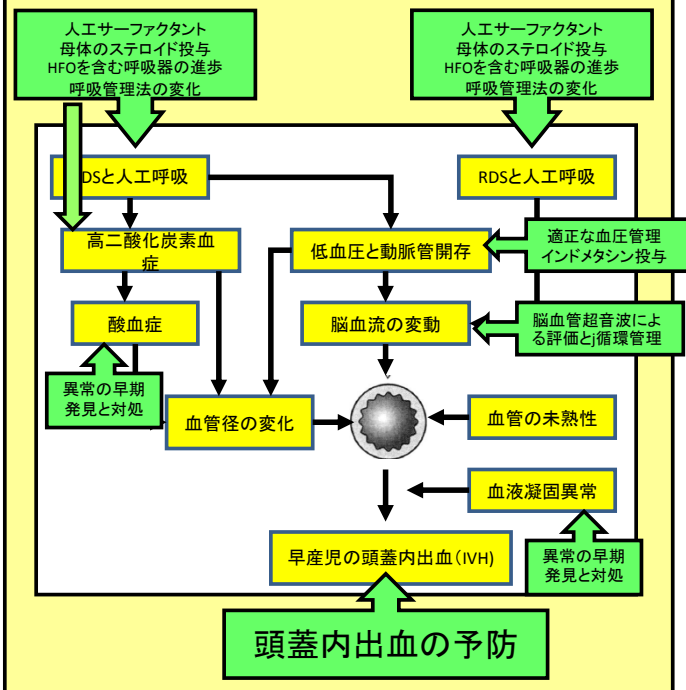 人工サーファクタント
母体のステロイド投与
HFOを含む呼吸器の進歩
呼吸管理法の変化
人工サーファクタント
母体のステロイド投与
HFOを含む呼吸器の進歩
呼吸管理法の変化
DSと人工呼吸
RDSと人工呼吸
高二酸化炭素血
症
低血圧と動脈管開存
適正な血圧管理
インドメタシン投与
酸血症
脳血流の変動
脳血管超音波によ
る評価とj循環管理
異常の早期
発見と対処
血管径の変化
血管の未熟性
血液凝固異常
早産児の頭蓋内出血(IVH)
異常の早期
発見と対処
頭蓋内出血の予防